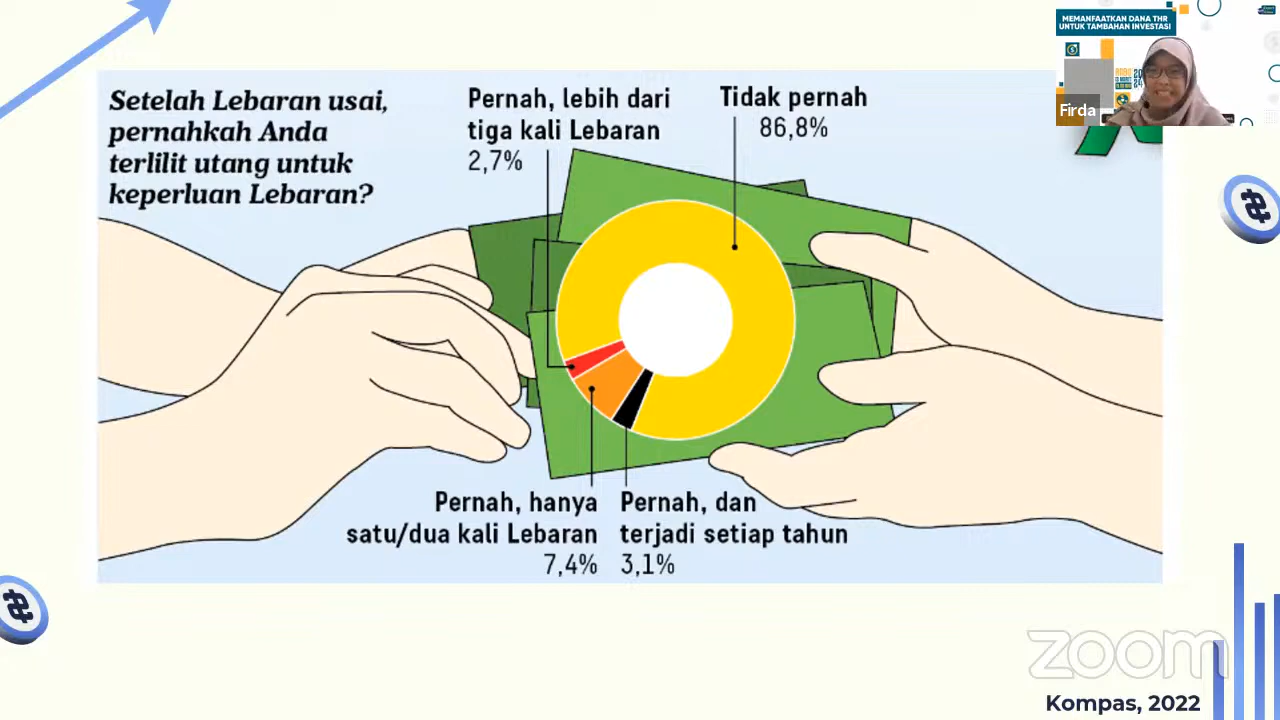 Setelah Lebaran usai,
pernahkah Anda
terlilit utang untuk
keperluan Lebaran?
Pernah, lebih dari
tiga kali Lebaran
2,7%
Tidak pernah
86,8%
MEMANFAATKAN DANA THR
UNTUK TAMBAHAN INVESTASI
Firda
Pernah, hanya
satu/dua kali Lebaran
7,4%
Pernah, dan
terjadi setiap tahun
3,1%
zoom
Kompas, 2022